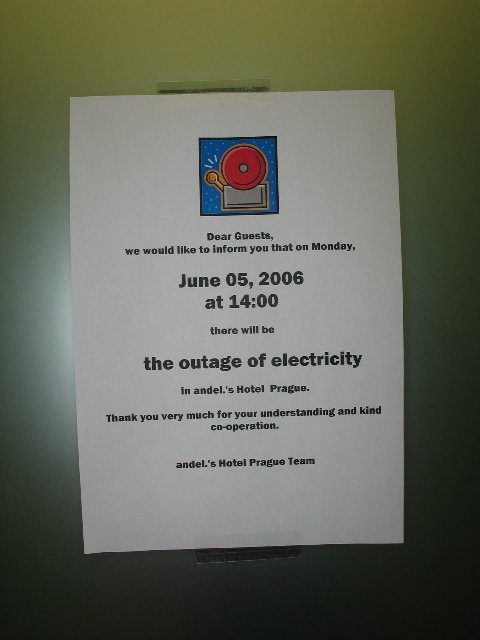 Dear Guests,
we would like to inform you that on Monday,
June 05, 2006
at 14:00
there will be
the outage of electricity
in andel.'s Hotel Prague.
Thank you very much for your understanding and kind
co-operation.
andel.'s Hotel Prague Team